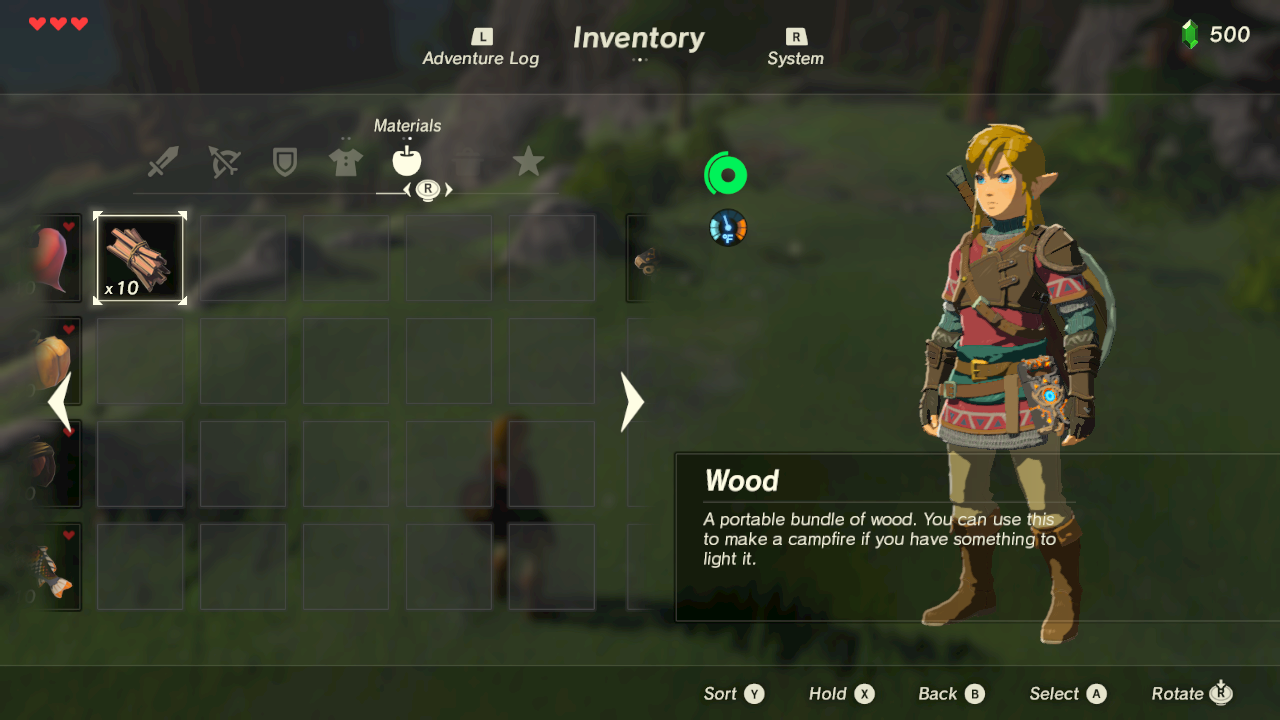 L
Inventory
R
500
Adventure Log
System
Materials
R
°F
x10
Wood
A portable bundle of wood. You can use this
to make a campfire if you have something to
light it.
Sort Y
Hold X
Back B
Select A
Rotate R